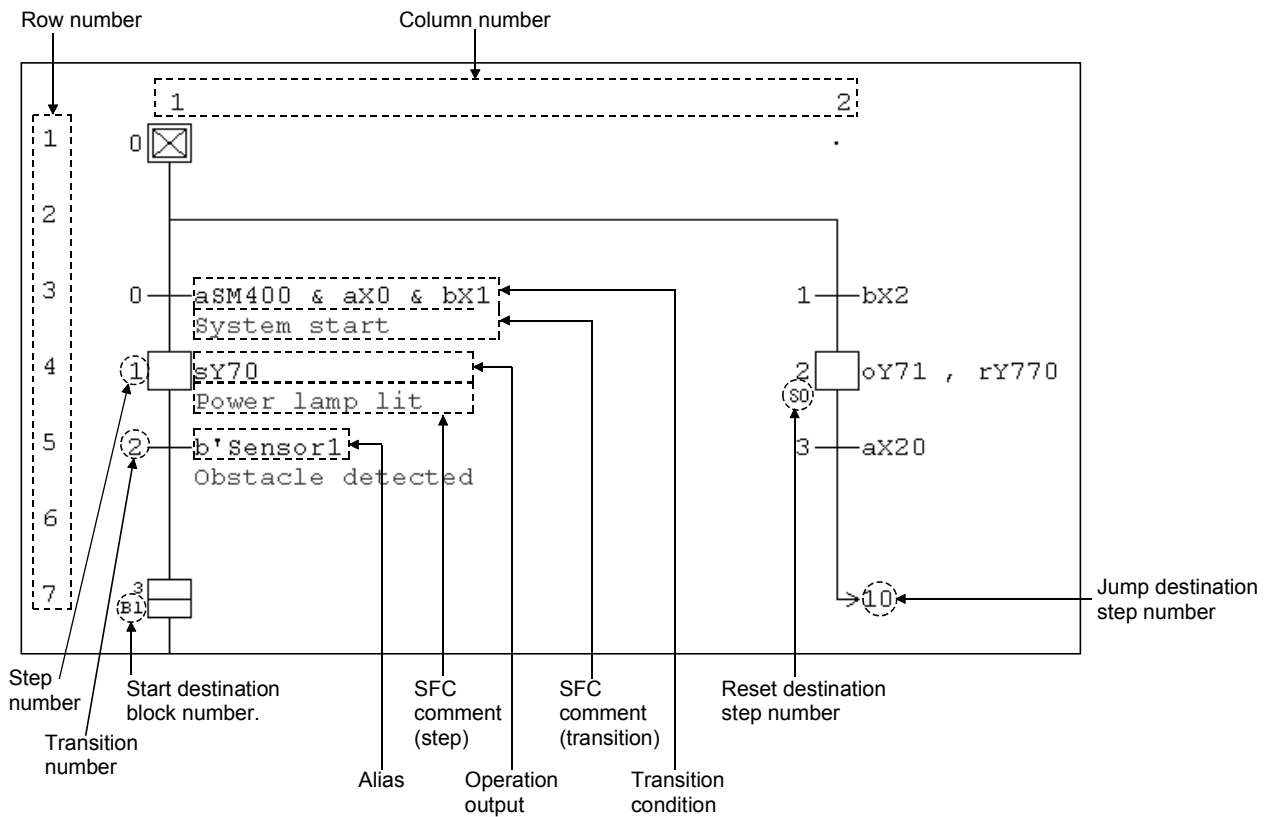 Row number
Column number
1 2
1
0
2
3
0 aSM400 & aX0 & bX1
System start
1 bX2
4
1 sY70
Power lamp lit
2 oY71 , rY770
S0
5
2 b'Sensor1
Obstacle detected
3 aX20
6
7
3
B1
10
Jump destination
step number
Step
number
Start destination
block number.
SFC
comment
(step)
SFC
comment
(transition)
Reset destination
step number
Transition
number
Alias
Operation
output
Transition
condition